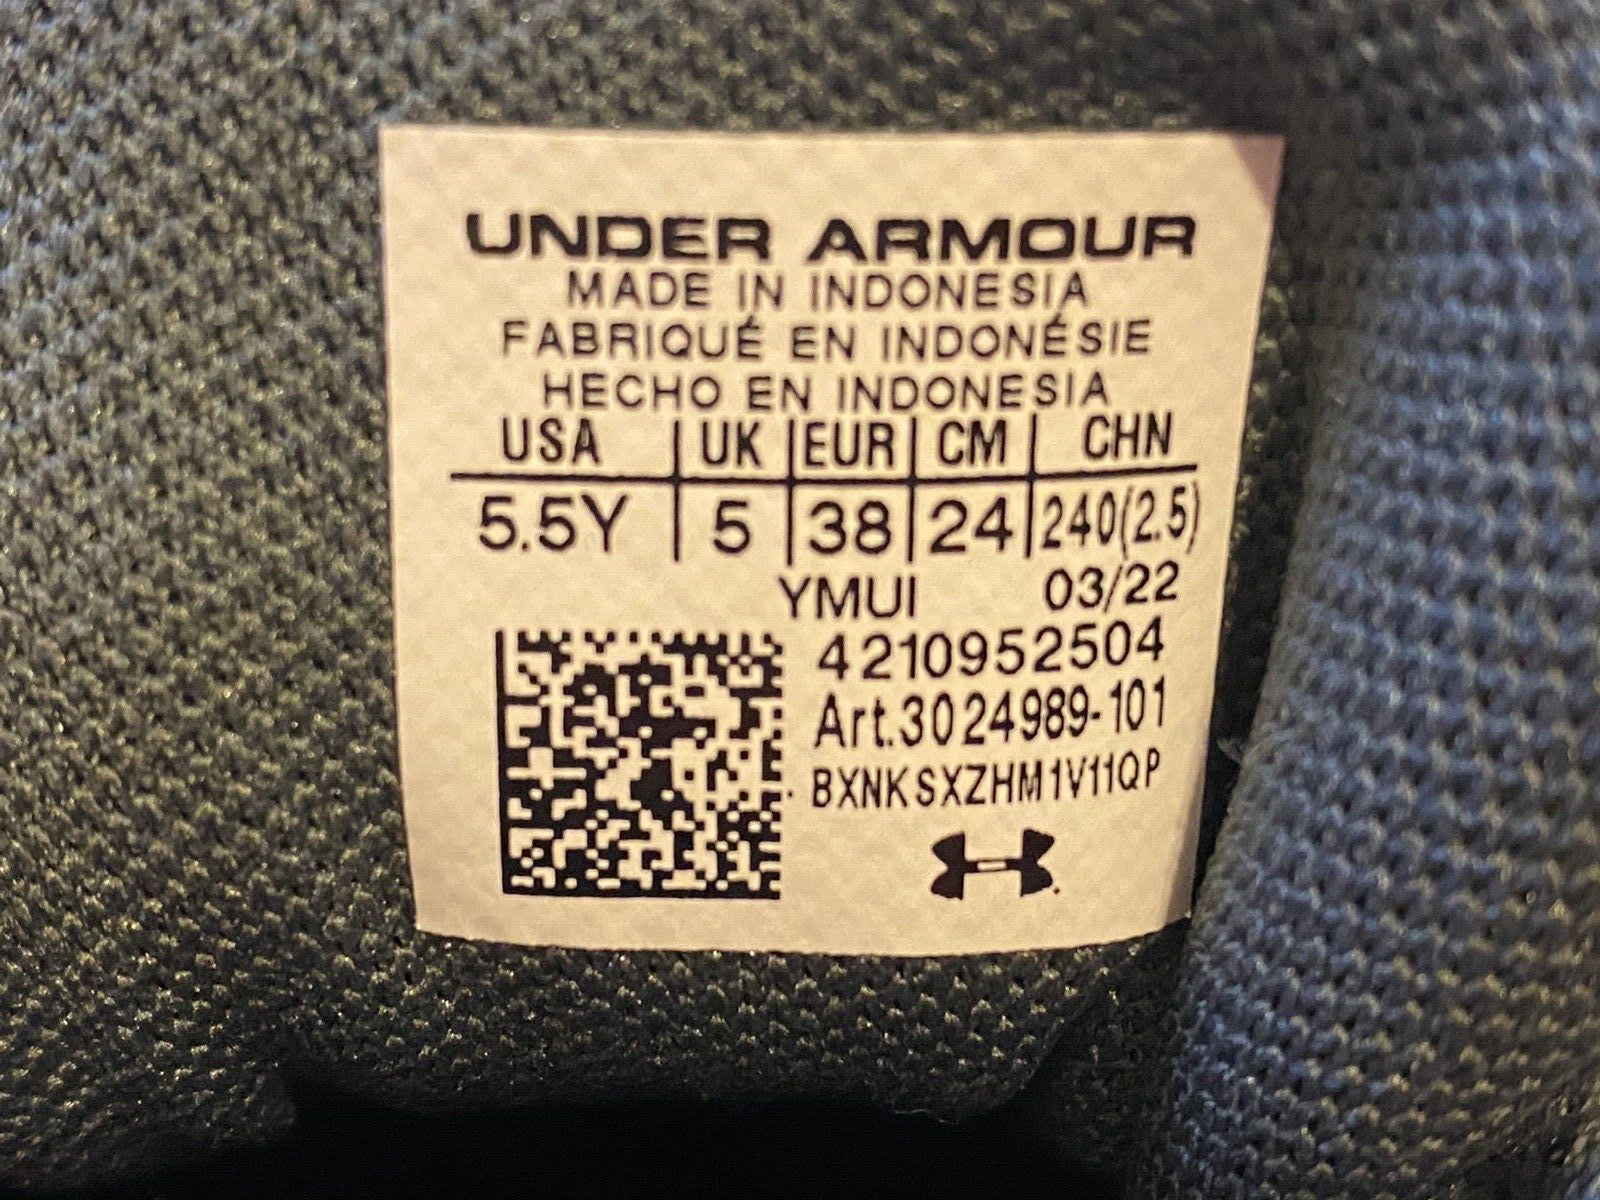 UNDER ARMOUR
MADE IN INDONESIA
FABRIQUÉ EN INDONÉSIE
HECHO EN INDONESIA
USA UK EUR CM CHN
5.5Y 5 38 24 240(2.5)
YMUI 03/22
4210952504
Art.3024989-101
BXNKSXZHM1V11QP